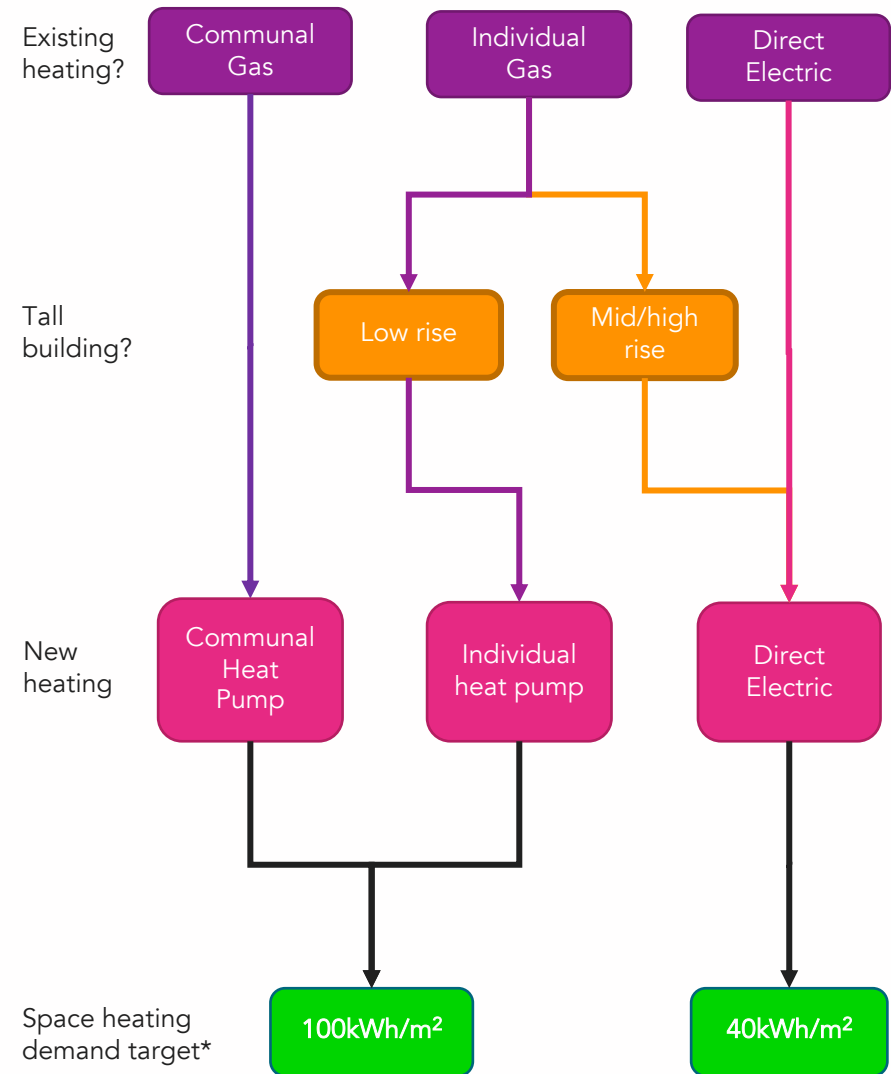 Existing
heating?
Communal
Gas
Individual
Gas
Direct
Electric
Tall
building?
Low rise
Mid/high
rise
New
heating
Communal
Heat
Pump
Individual
heat pump
Direct
Electric
Space heating
demand target*
100kWh/m²
40kWh/m²